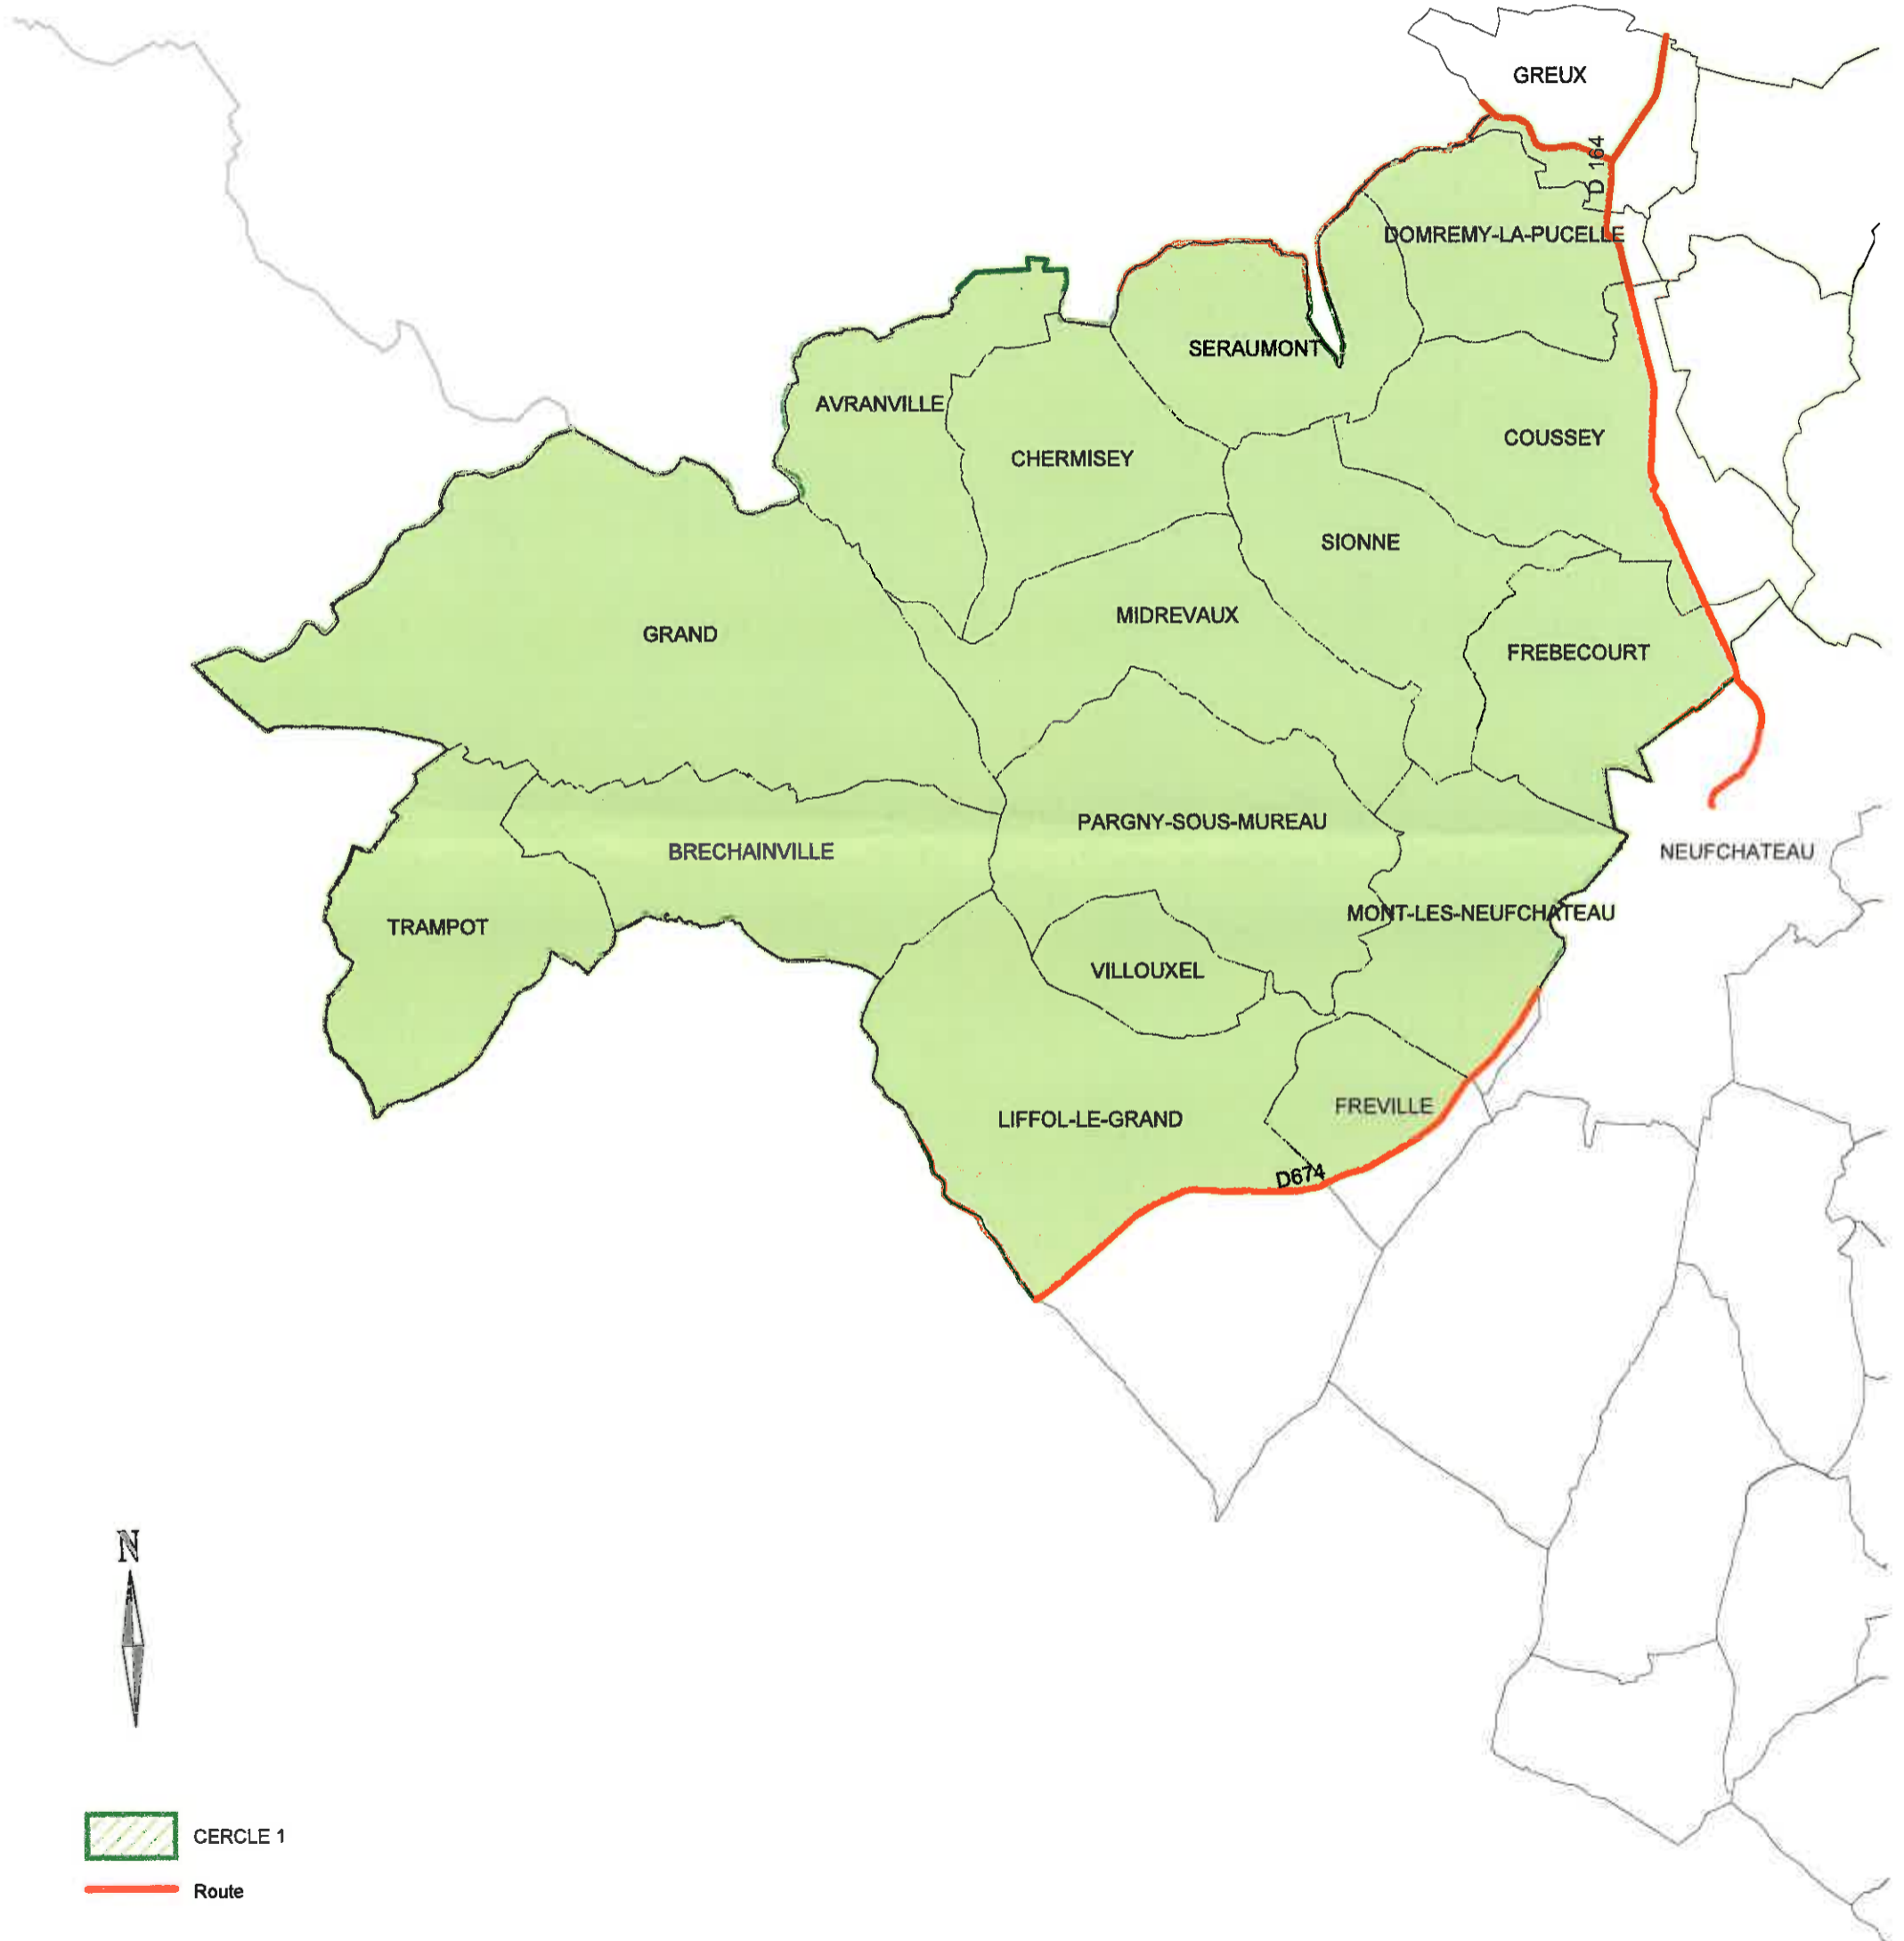 GREUX
D 164
DOMREMY-LA-PUCELLE
SERAUMONT
AVRANVILLE
COUSSEY
CHERMISEY
SIONNE
MIDREVAUX
GRAND
FREBECOURT
PARGNY-SOUS-MUREAU
BRECHAINVILLE
NEUFCHATEAU
MONT-LES-NEUFCHATEAU
TRAMPOT
VILLOUXEL
FREVILLE
LIFFOL-LE-GRAND
D674
N
CERCLE 1
Route